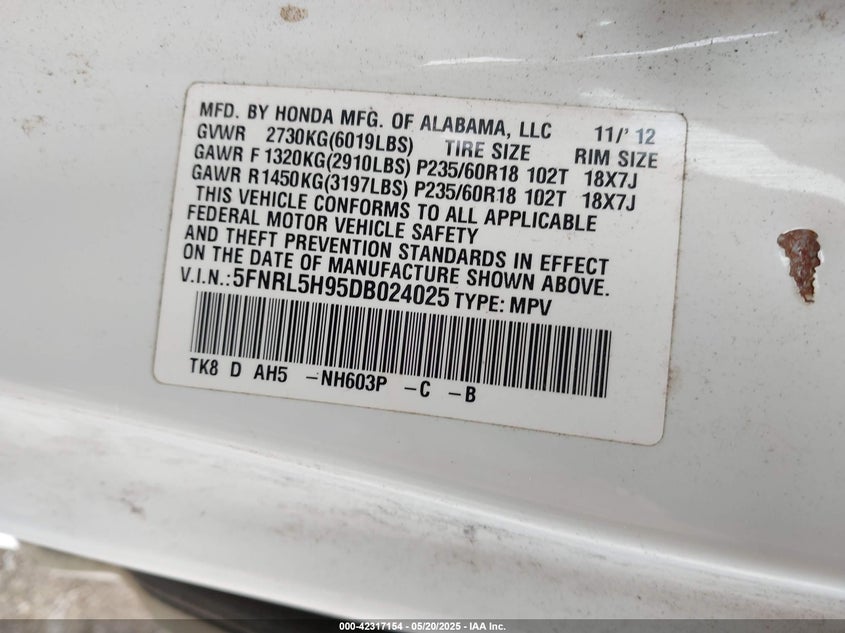 MFD. BY HONDA MFG. OF ALABAMA, LLC 11/'12
GVWR 2730KG(6019LBS) TIRE SIZE RIM SIZE
GAWR F 1320KG(2910LBS) P235/60R18 102T 18X7J
GAWR R 1450KG(3197LBS) P235/60R18 102T 18X7J
THIS VEHICLE CONFORMS TO ALL APPLICABLE
FEDERAL MOTOR VEHICLE SAFETY
AND THEFT PREVENTION STANDARDS IN EFFECT
ON THE DATE OF MANUFACTURE SHOWN ABOVE.
V.I.N.:5FNRL5H95DB024025 TYPE: MPV
TK8 D AH5 -NH603P -C -B
000-42317154 - 05/20/2025 - IAA Inc.